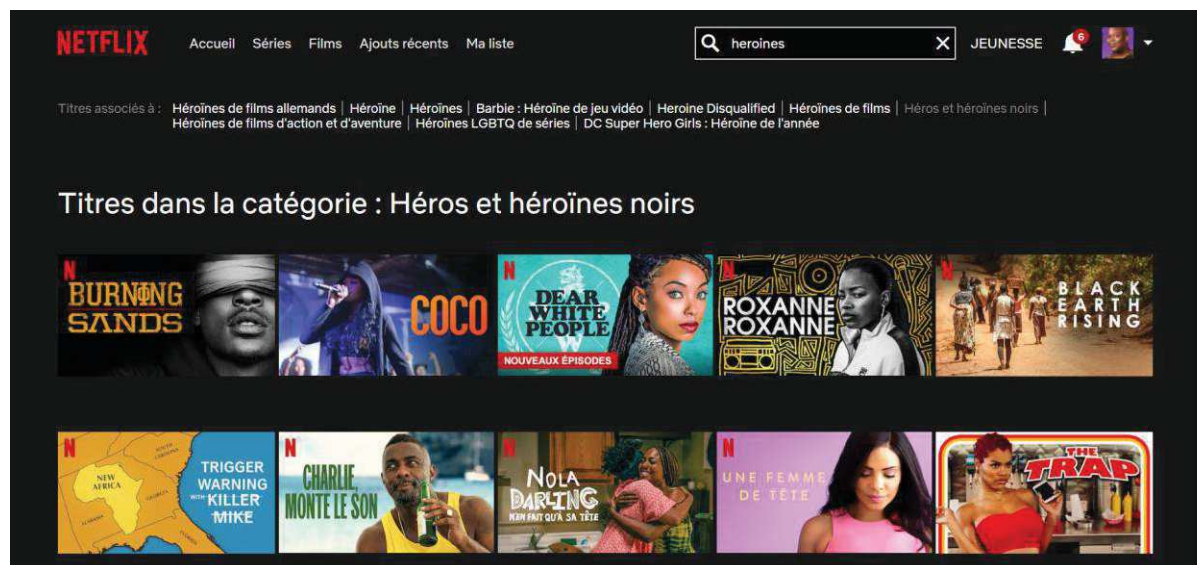 NETFLIX Accueil Séries Films Ajouts récents Ma liste heroines JEUNESSE 6
Titres associés à : Héroïnes de films allemands | Héroïne | Héroïnes | Barbie : Héroïne de jeu vidéo | Heroine Disqualified | Héroïnes de films | Héros et héroïnes noirs |
Héroïnes de films d'action et d'aventure | Héroïnes LGBTQ de séries | DC Super Hero Girls : Héroïne de l'année
Titres dans la catégorie : Héros et héroïnes noirs
N
BURNING
SANDS
COCO
N
DEAR
WHITE
PEOPLE
NOUVEAUX ÉPISODES
N
ROXANNE
ROXANNE
N
BLACK
EARTH
RISING
N
NEW
AFRICA
SOUTH
CAROLINA
GEORGIA
ALABAMA
FLORIDA
TRIGGER
WARNING
WITH KILLER
MIKE
N
CHARLIE,
MONTE LE SON
N
NOLA
DARLING
N'EN FAIT QU'À SA TÊTE
N
UNE FEMME
DE TÊTE
THE
TRAP